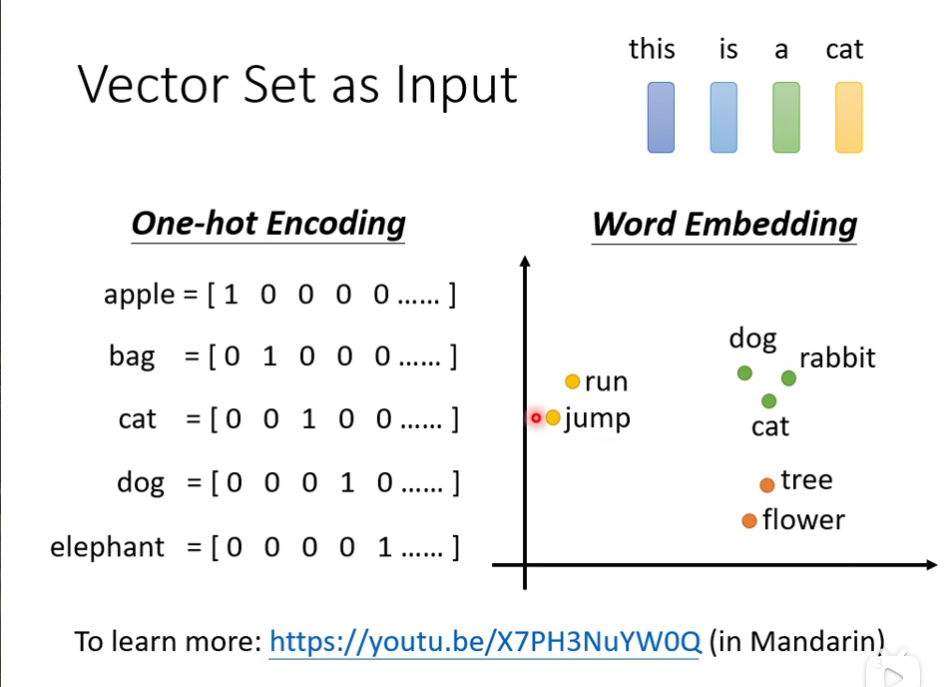 this is a cat
Vector Set as Input
One-hot Encoding
apple = [ 1 0 0 0 0 …… ]
bag = [ 0 1 0 0 0 …… ]
cat = [ 0 0 1 0 0 …… ]
dog = [ 0 0 0 1 0 …… ]
elephant = [ 0 0 0 0 1 …… ]
Word Embedding
dog
rabbit
run
jump
cat
tree
flower
To learn more: https://youtu.be/X7PH3NuYW0Q (in Mandarin)
3